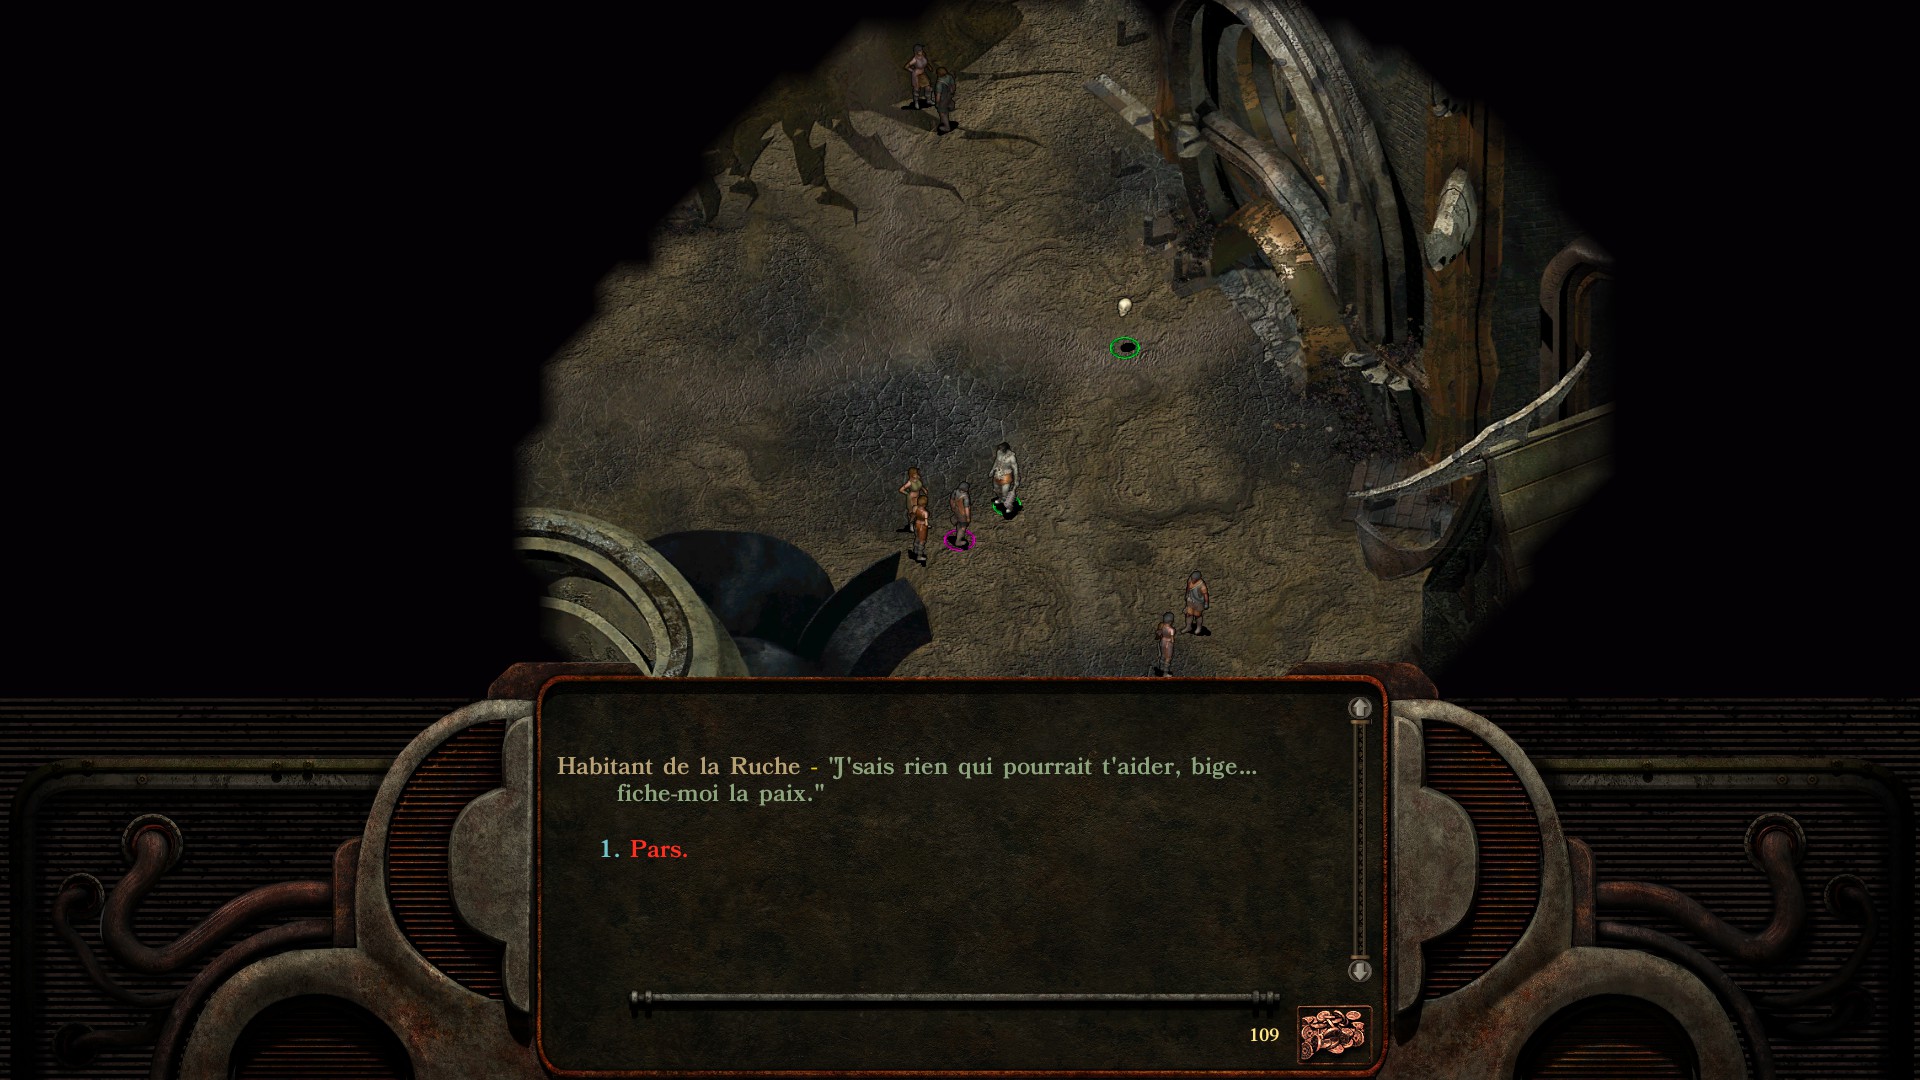 Habitant de la Ruche - "J'sais rien qui pourrait t'aider, bige...
fiche-moi la paix."
1. Pars.
109